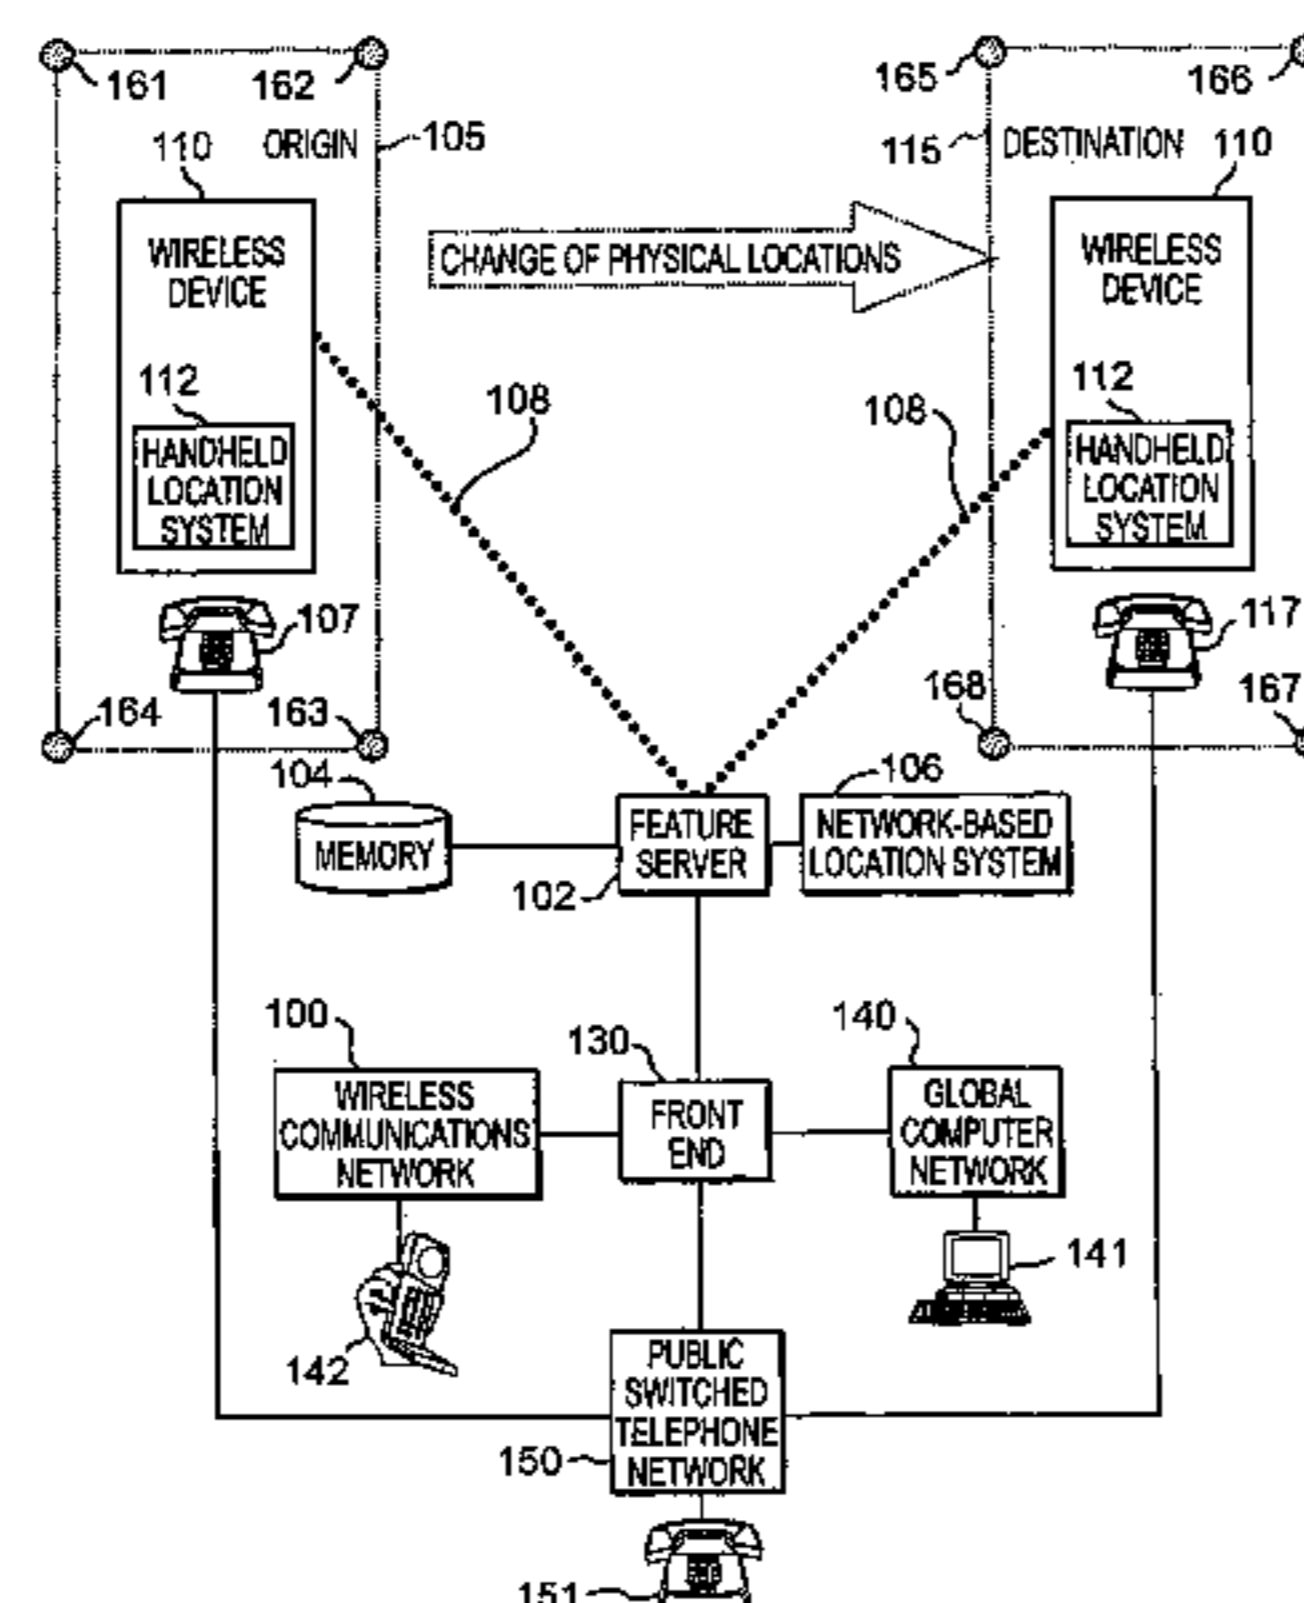 161
162
165
166
110
ORIGIN
105
115
DESTINATION
110
WIRELESS
DEVICE
CHANGE OF PHYSICAL LOCATIONS
WIRELESS
DEVICE
112
108
108
112
HANDHELD
LOCATION
SYSTEM
HANDHELD
LOCATION
SYSTEM
107
117
164
163
168
167
104
106
MEMORY
FEATURE
SERVER
NETWORK-BASED
LOCATION SYSTEM
102
100
130
140
WIRELESS
COMMUNICATIONS
NETWORK
FRONT
END
GLOBAL
COMPUTER
NETWORK
141
142
PUBLIC
SWITCHED
TELEPHONE
NETWORK
150
151